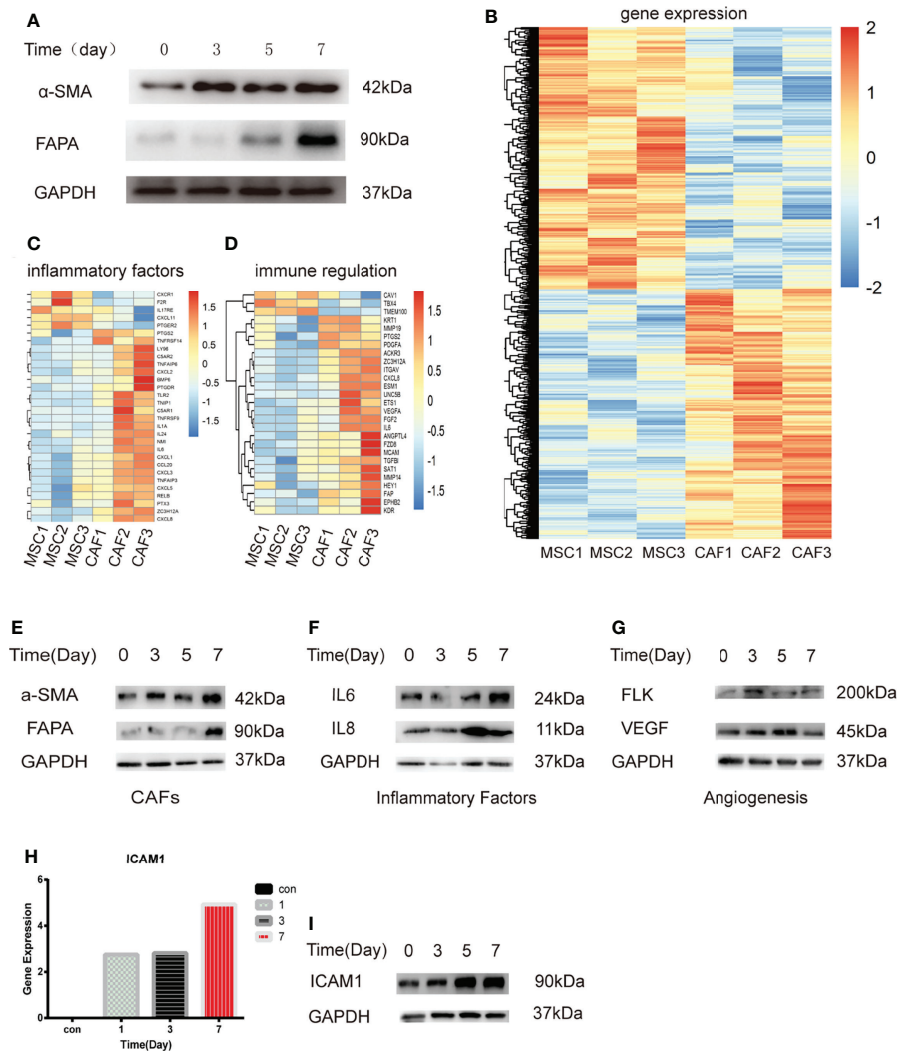 A
Time (day) 0 3 5 7
α-SMA 42kDa
FAPA 90kDa
GAPDH 37kDa
B
gene expression
2
1
0
-1
-2
MSC1 MSC2 MSC3 CAF1 CAF2 CAF3
C
inflammatory factors
CXCR1
F2R
IL1TRE
CXCL11
PTGER2
PTGS2
TNFRSF14
LY96
C5AR2
TNFAIP6
CXCL2
BMP6
PTGDR
TLR2
TIMP1
C5AR1
IL1A
IL24
NMI
IL6
CXCL1
CCL20
CXCL3
TNFAIP3
CXCL5
RELB
PTX3
ZC3H12A
CXCL8
1.5
1
0.5
0
-0.5
-1
-1.5
MSC1 MSC2 MSC3 CAF1 CAF2 CAF3
D
immune regulation
CAV1
TBX4
TMEM100
KRT1
MMP19
PTGS2
PDGFA
ACKR3
ZC3H12A
ITGAV
CXCL8
ESM1
UNC5B
ETS1
VEGFA
FGF2
IL6
ANGPTL4
FZD8
MCAM
TGFBI
SAT1
MMP14
HEY1
FAP
EPHB2
KDR
1.5
1
0.5
0
-0.5
-1
-1.5
MSC1 MSC2 MSC3 CAF1 CAF2 CAF3
E
Time(Day) 0 3 5 7
a-SMA 42kDa
FAPA 90kDa
GAPDH 37kDa
CAFs
F
Time(Day) 0 3 5 7
IL6 24kDa
IL8 11kDa
GAPDH 37kDa
Inflammatory Factors
G
Time(Day) 0 3 5 7
FLK 200kDa
VEGF 45kDa
GAPDH 37kDa
Angiogenesis
H
ICAM1
Gene Expression
6
4
2
0
con 1 3 7
Time(Day)
con
1
3
7
I
Time(Day) 0 3 5 7
ICAM1 90kDa
GAPDH 37kDa